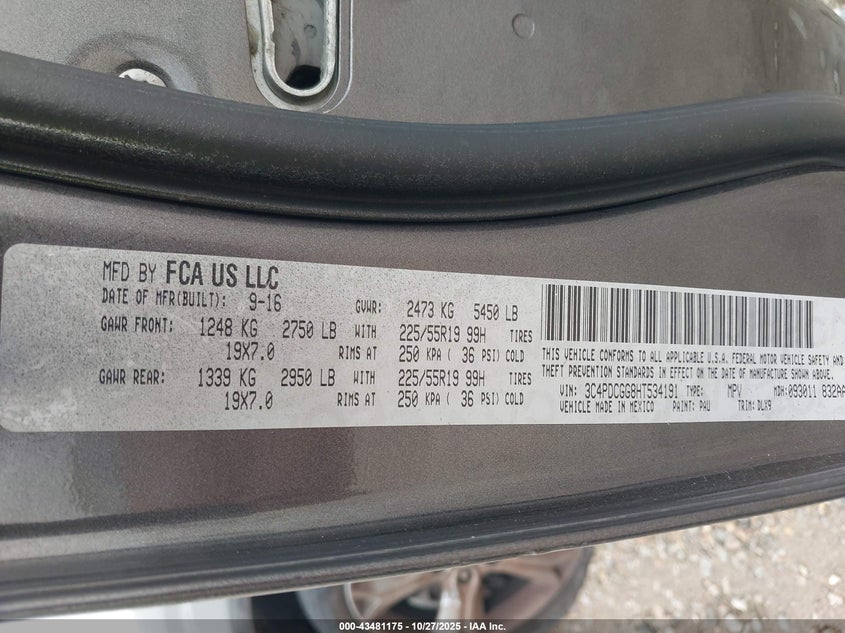 MFD BY FCA US LLC
DATE OF MFR(BUILT): 9-16 GVWR: 2473 KG 5450 LB
GAWR FRONT: 1248 KG 2750 LB WITH 225/55R19 99H TIRES
19X7.0 RIMS AT 250 KPA ( 36 PSI) COLD
GAWR REAR: 1339 KG 2950 LB WITH 225/55R19 99H TIRES
19X7.0 RIMS AT 250 KPA ( 36 PSI) COLD
THIS VEHICLE CONFORMS TO ALL APPLICABLE U.S.A. FEDERAL MOTOR VEHICLE SAFETY AND
THEFT PREVENTION STANDARDS IN EFFECT ON THE DATE OF MANUFACTURE SHOWN ABOVE.
VIN: 3C4PDCGG8HT534191 TYPE: MPV MDH: 093011 832AA
VEHICLE MADE IN MEXICO PAINT: PAU TRIM: DLX9
000-43481175 | 10/27/2025 | IAA Inc.